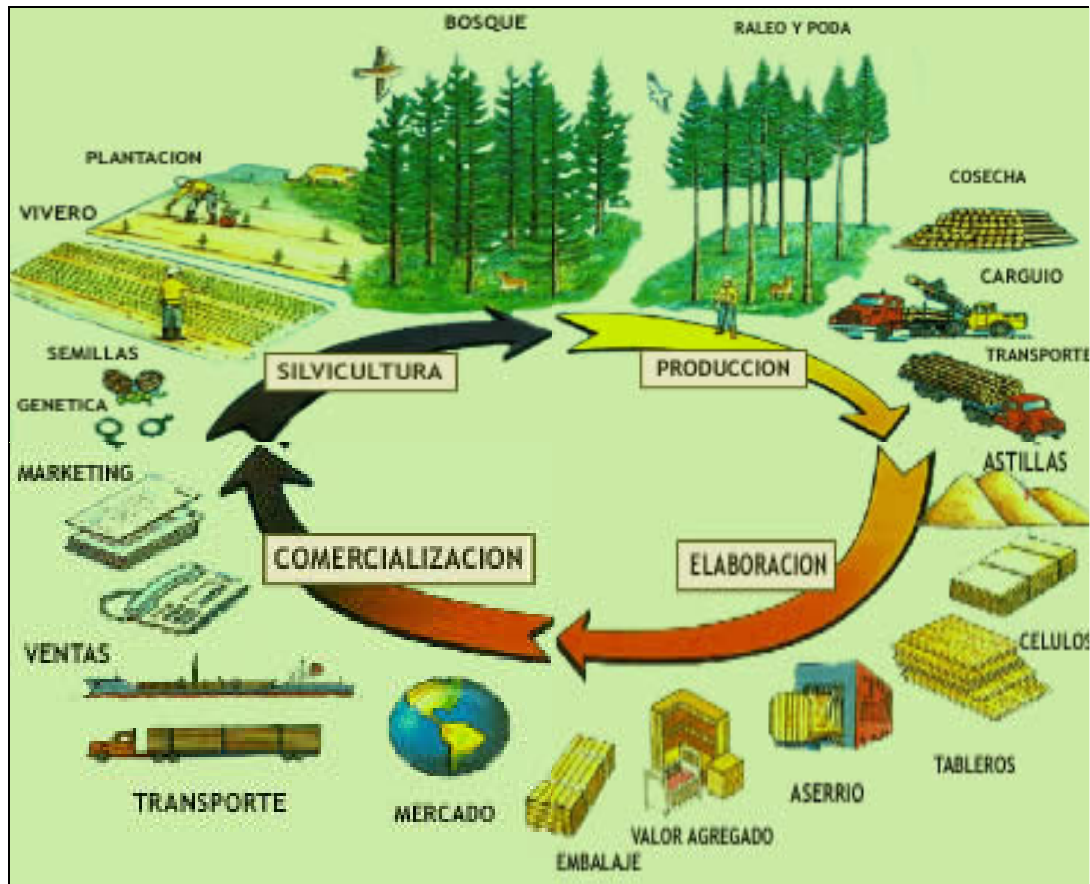 BOSQUE
RALEO Y PODA
PLANTACION
COSECHA
VIVERO
CARGUIO
SEMILLAS
SILVICULTURA
PRODUCCION
TRANSPORTE
GENETICA
MARKETING
ASTILLAS
COMERCIALIZACION
ELABORACION
CELULOS
VENTAS
TABLEROS
ASERRIO
TRANSPORTE
MERCADO
VALOR AGREGADO
EMBALAJE